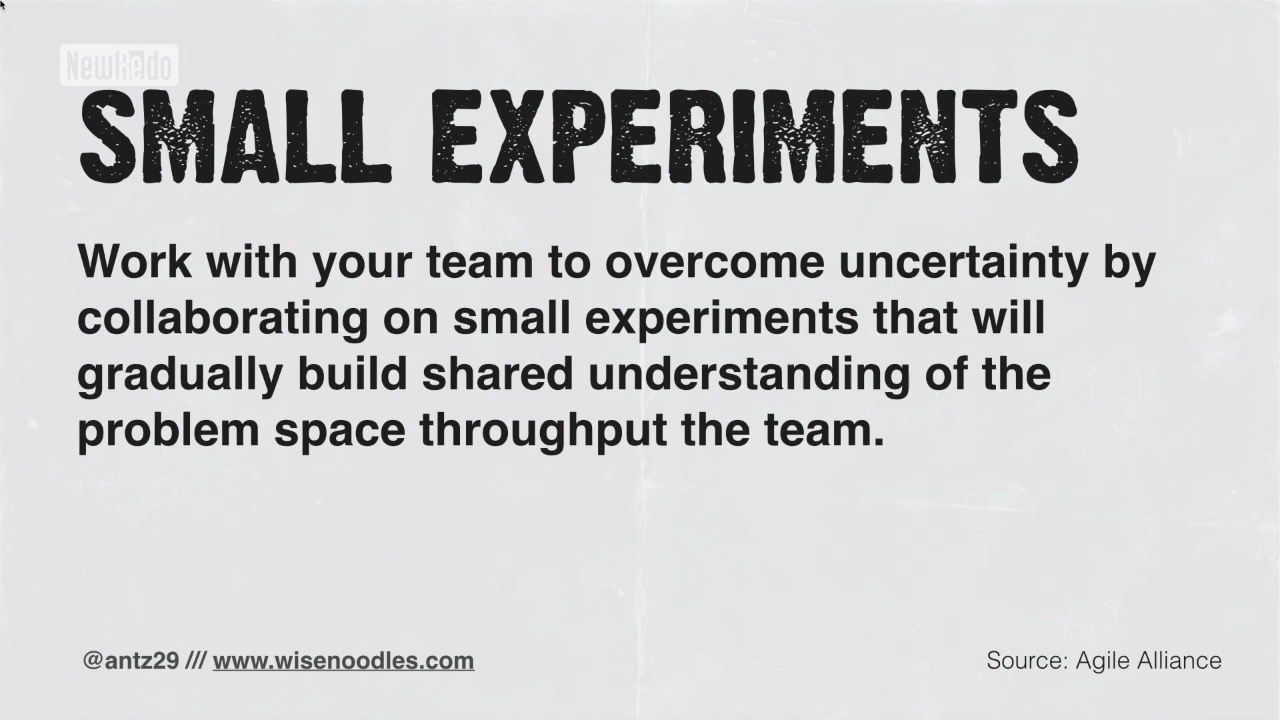 NewRedo
SMALL EXPERIMENTS
Work with your team to overcome uncertainty by
collaborating on small experiments that will
gradually build shared understanding of the
problem space throughput the team.
@antz29 /// www.wisenoodles.com
Source: Agile Alliance